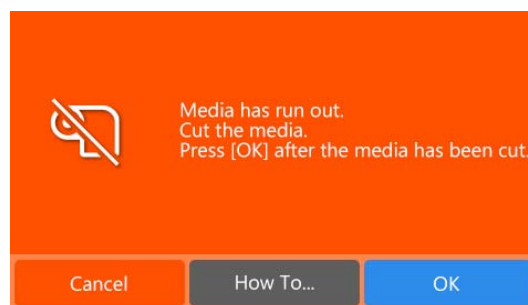 Media has run out.
Cut the media.
Press [OK] after the media has been cut.
Cancel
How To...
OK